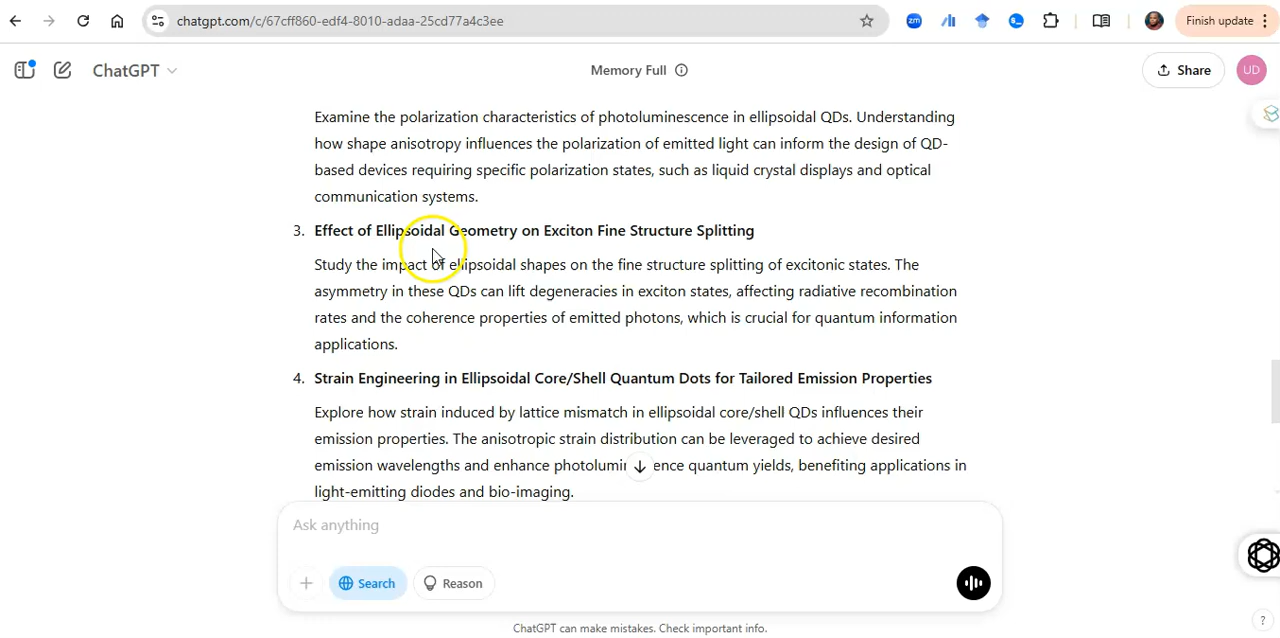 chatgpt.com/c/67cff860-edf4-8010-adaa-25cd77a4c3ee
zm
Finish update
ChatGPT
Memory Full
Share
UD
Examine the polarization characteristics of photoluminescence in ellipsoidal QDs. Understanding
how shape anisotropy influences the polarization of emitted light can inform the design of QD-
based devices requiring specific polarization states, such as liquid crystal displays and optical
communication systems.
3. Effect of Ellipsoidal Geometry on Exciton Fine Structure Splitting
Study the impact of ellipsoidal shapes on the fine structure splitting of excitonic states. The
asymmetry in these QDs can lift degeneracies in exciton states, affecting radiative recombination
rates and the coherence properties of emitted photons, which is crucial for quantum information
applications.
4. Strain Engineering in Ellipsoidal Core/Shell Quantum Dots for Tailored Emission Properties
Explore how strain induced by lattice mismatch in ellipsoidal core/shell QDs influences their
emission properties. The anisotropic strain distribution can be leveraged to achieve desired
emission wavelengths and enhance photolumin ence quantum yields, benefiting applications in
light-emitting diodes and bio-imaging.
Ask anything
Search
Reason
ChatGPT can make mistakes. Check important info.
?